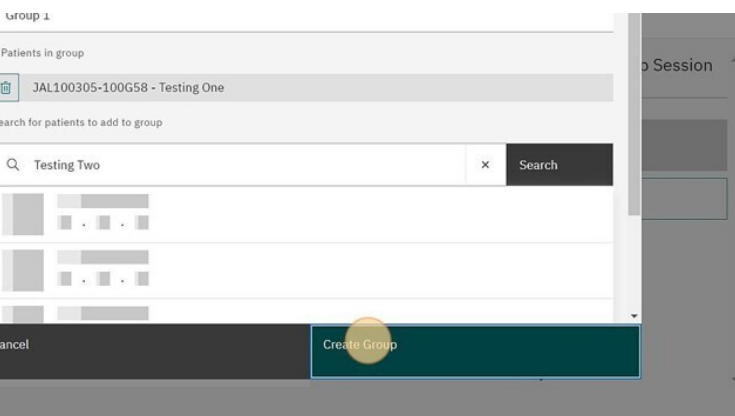 Group 1
Patients in group
JAL100305-100G58 - Testing One
earch for patients to add to group
Testing Two
Search
o Session
ancel
Create Group